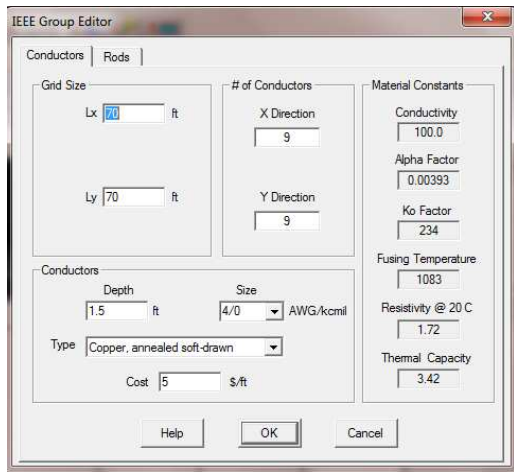 IEEE Group Editor
Conductors Rods
Grid Size
Lx 70 ft
Ly 70 ft
# of Conductors
X Direction
9
Y Direction
9
Conductors
Depth
1.5 ft
Size
4/0 AWG/kcmil
Type Copper, annealed soft-drawn
Cost 5 $/ft
Material Constants
Conductivity
100.0
Alpha Factor
0.00393
Ko Factor
234
Fusing Temperature
1083
Resistivity @ 20 C
1.72
Thermal Capacity
3.42
Help OK Cancel